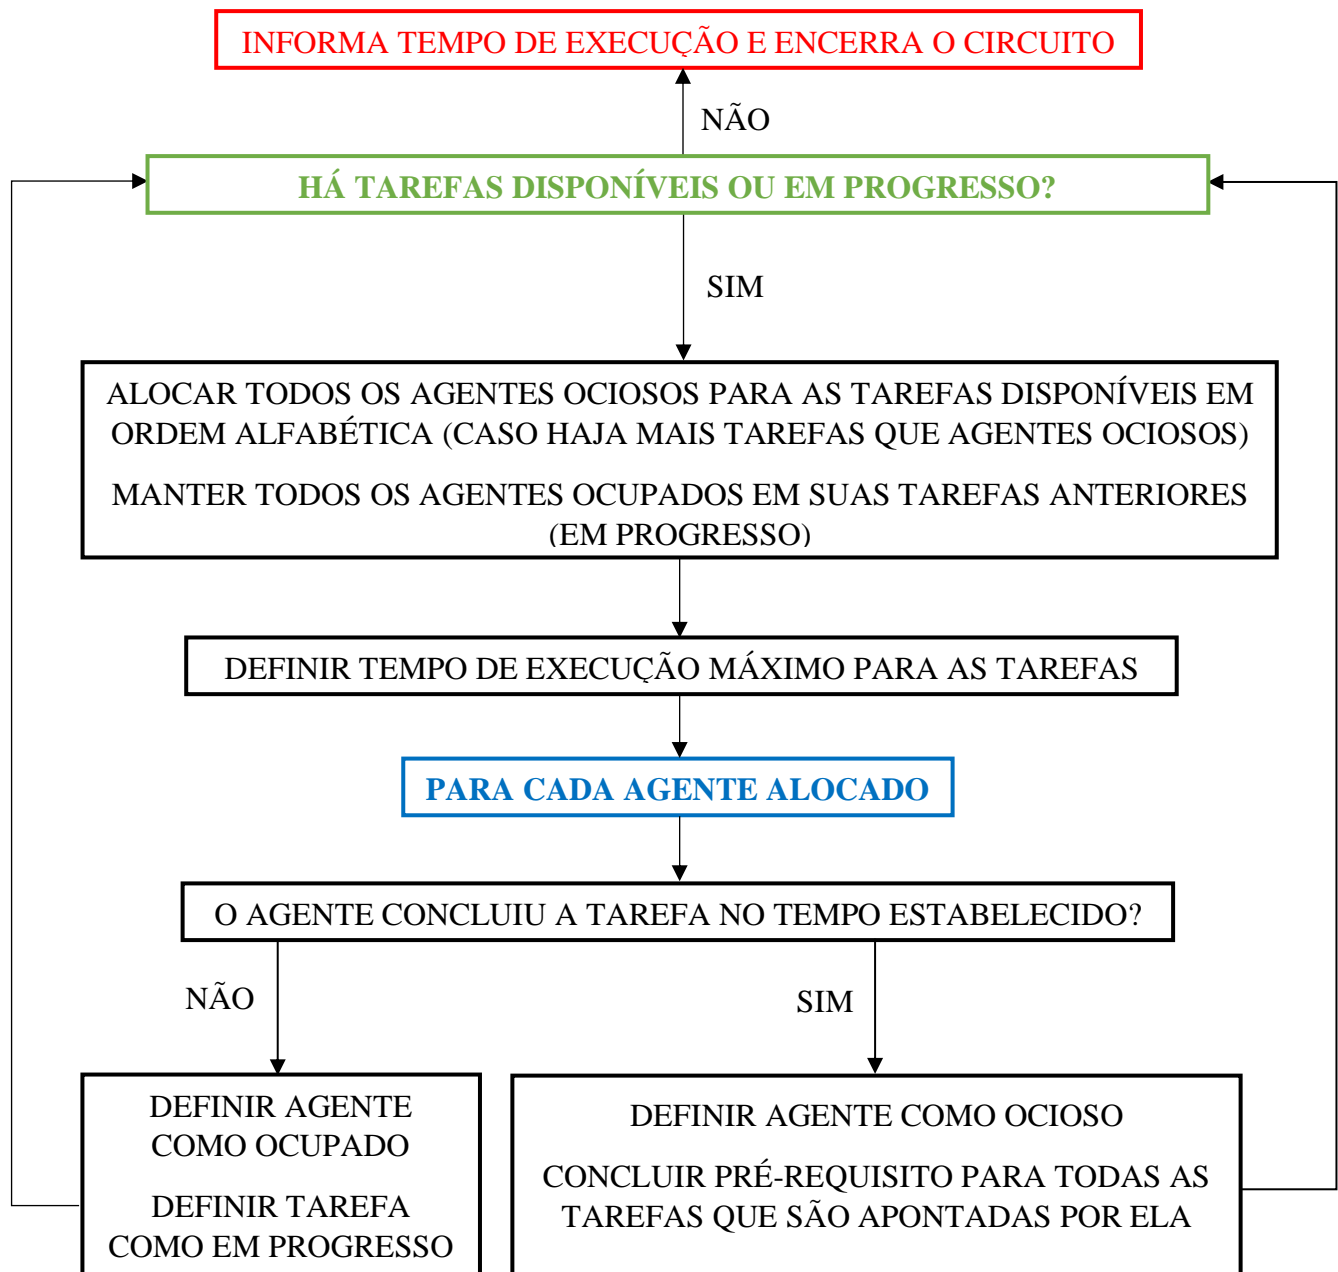 INFORMA TEMPO DE EXECUÇÃO E ENCERRA O CIRCUITO
NÃO
HÁ TAREFAS DISPONÍVEIS OU EM PROGRESSO?
SIM
ALOCAR TODOS OS AGENTES OCIOSOS PARA AS TAREFAS DISPONÍVEIS EM
ORDEM ALFABÉTICA (CASO HAJA MAIS TAREFAS QUE AGENTES OCIOSOS)
MANTER TODOS OS AGENTES OCUPADOS EM SUAS TAREFAS ANTERIORES
(EM PROGRESSO)
DEFINIR TEMPO DE EXECUÇÃO MÁXIMO PARA AS TAREFAS
PARA CADA AGENTE ALOCADO
O AGENTE CONCLUIU A TAREFA NO TEMPO ESTABELECIDO?
NÃO
SIM
DEFINIR AGENTE
COMO OCUPADO
DEFINIR TAREFA
COMO EM PROGRESSO
DEFINIR AGENTE COMO OCIOSO
CONCLUIR PRÉ-REQUISITO PARA TODAS AS
TAREFAS QUE SÃO APONTADAS POR ELA